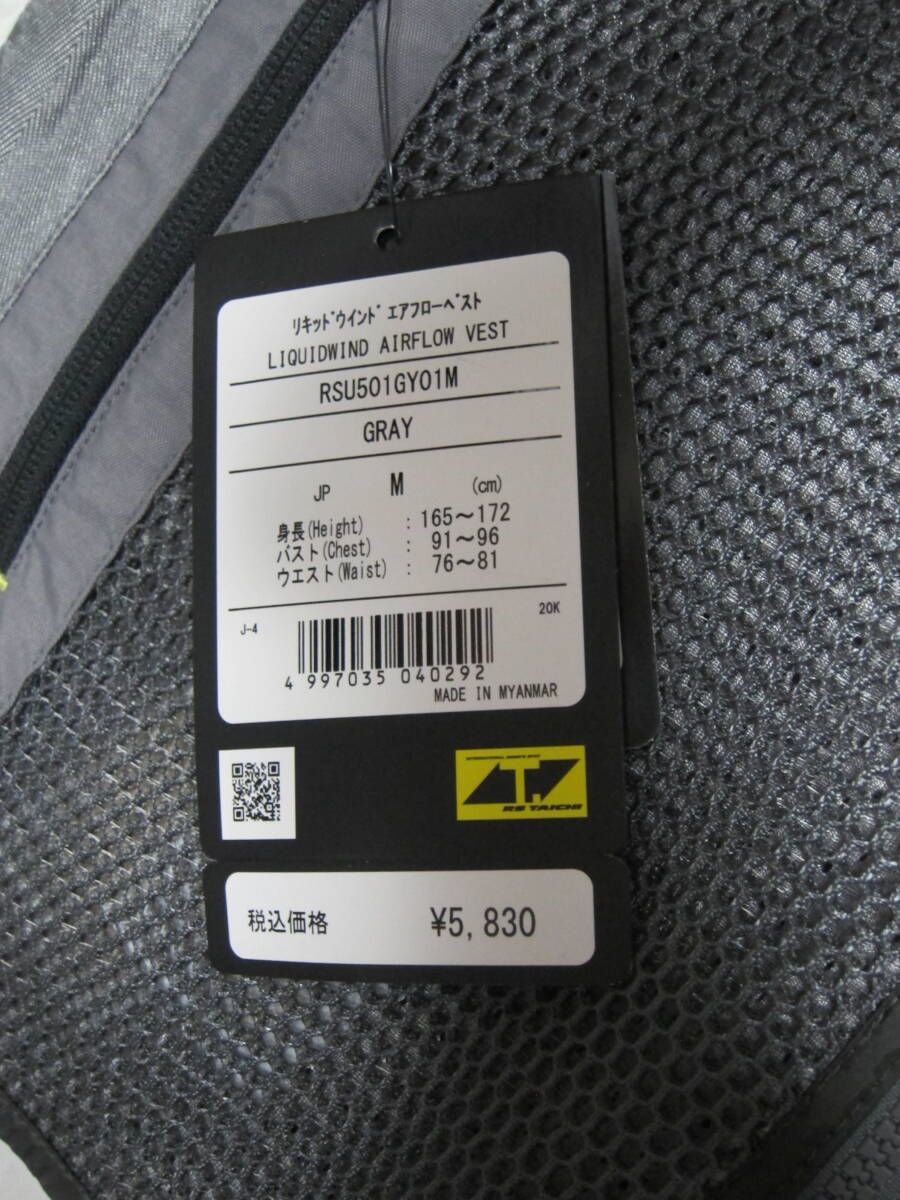 ﾘｷｯﾄﾞｳｲﾝﾄﾞ ｴｱﾌﾛｰﾍﾞｽﾄ
LIQUIDWIND AIRFLOW VEST
RSU501GY01M
GRAY
JP M (cm)
身長(Height) : 165～172
バスト(Chest) : 91～96
ウエスト(Waist) : 76～81
J-4 20K
4 997035 040292
MADE IN MYANMAR
RS TAICHI
税込価格 ¥5,830